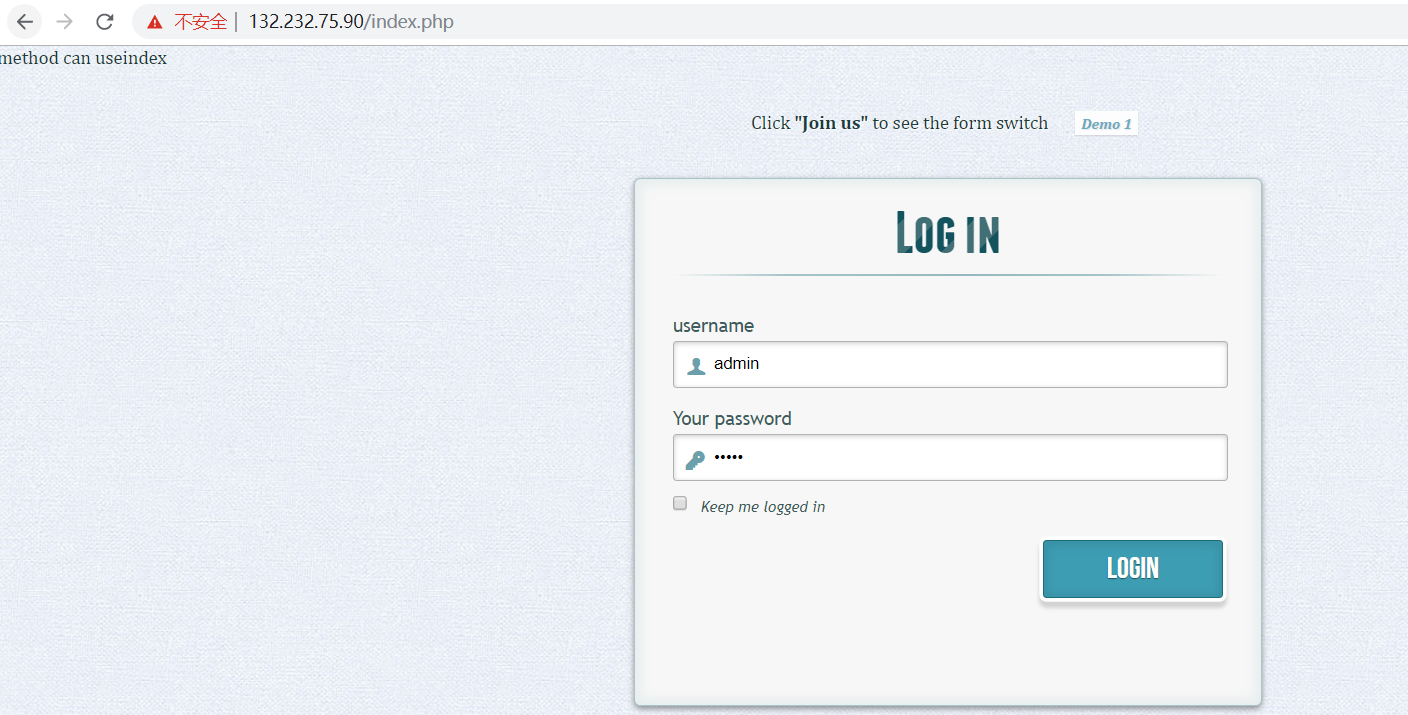 不安全 132.232.75.90/index.php
method can useindex
Click "Join us" to see the form switch Demo 1
Log in
username
admin
Your password
•••••
Keep me logged in
LOGIN